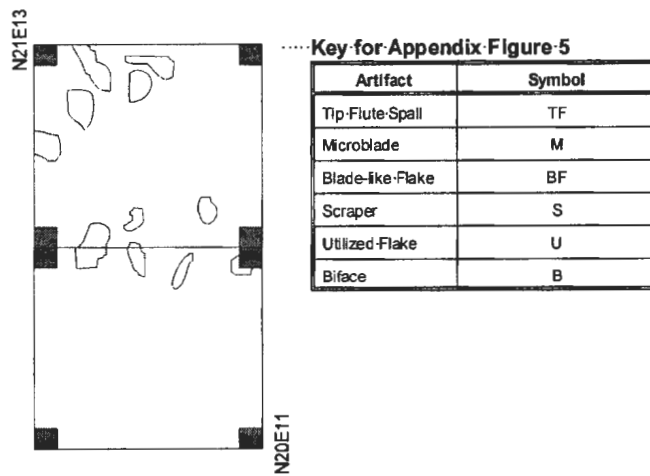 N21E13
Key for Appendix Figure 5
Artifact Symbol
Tip Flute Spall TF
Microblade M
Blade-like Flake BF
Scraper S
Utilized Flake U
Biface B
N20E11